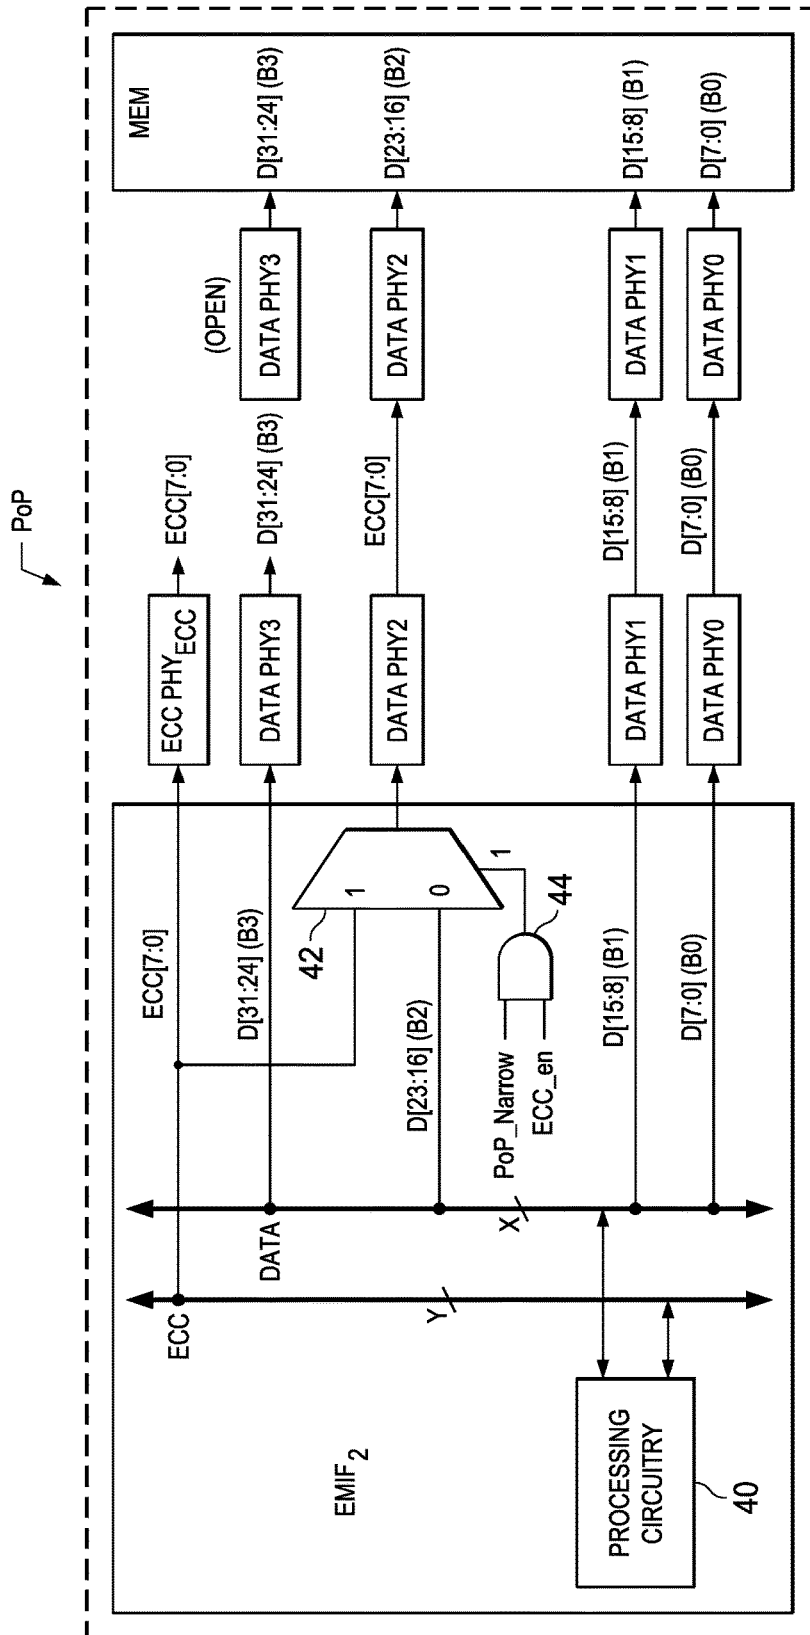 PoP
ECC
ECC[7:0]
ECC PHY ECC
ECC[7:0]
DATA
D[31:24] (B3)
DATA PHY3
D[31:24] (B3)
(OPEN)
DATA PHY3
D[31:24] (B3)
MEM
42
1
0
D[23:16] (B2)
DATA PHY2
ECC[7:0]
DATA PHY2
D[23:16] (B2)
PoP_Narrow
ECC_en
44
1
X
Y
D[15:8] (B1)
DATA PHY1
D[15:8] (B1)
DATA PHY1
D[15:8] (B1)
D[7:0] (B0)
DATA PHY0
D[7:0] (B0)
DATA PHY0
D[7:0] (B0)
EMIF2
PROCESSING
CIRCUITRY
40